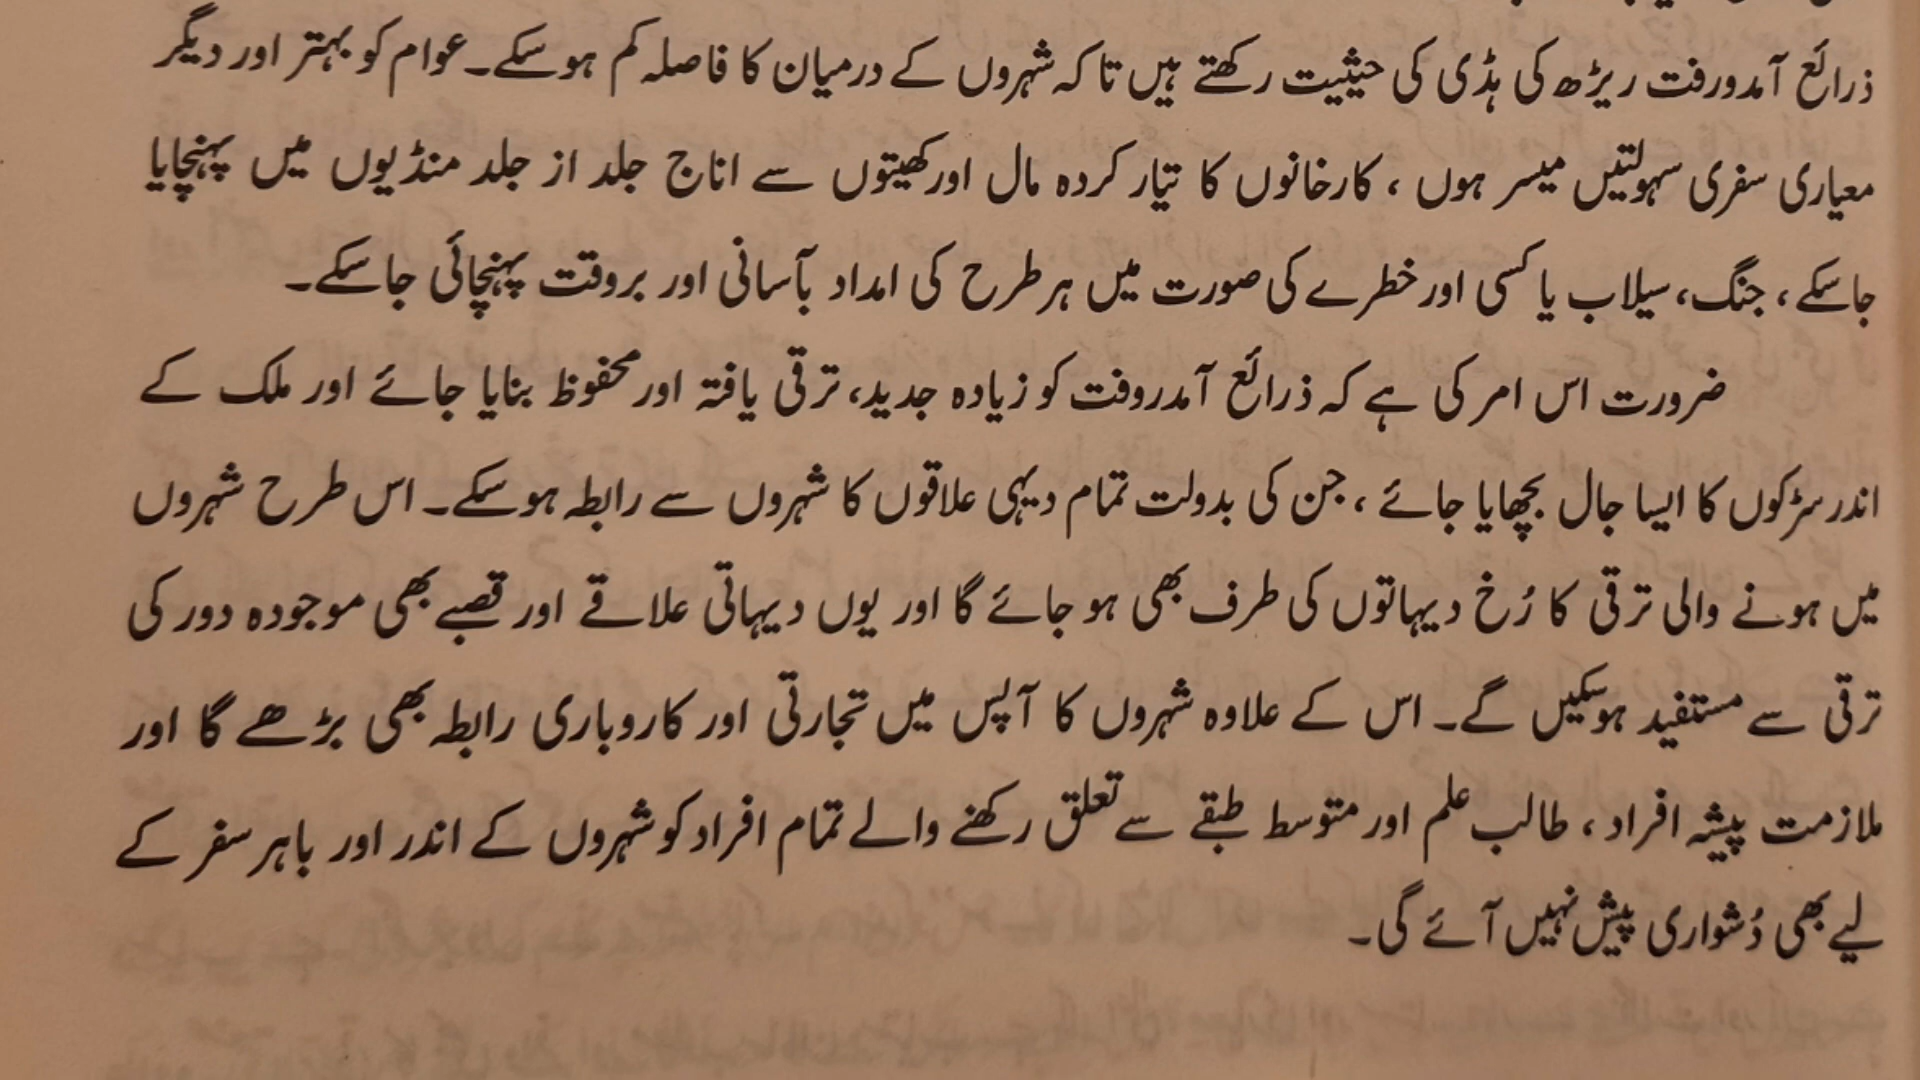 ذرائع آمدورفت ریڑھ کی ہڈی کی حیثیت رکھتے ہیں تاکہ شہروں کے درمیان کا فاصلہ کم ہوسکے۔ عوام کو بہتر اور دیگر
معیاری سفری سہولتیں میسر ہوں ، کارخانوں کا تیار کردہ مال اور کھیتوں سے اناج جلد از جلد منڈیوں میں پہنچایا
جاسکے ، جنگ، سیلاب یا کسی اور خطرے کی صورت میں ہر طرح کی امداد بآسانی اور بروقت پہنچائی جاسکے۔
ضرورت اس امر کی ہے کہ ذرائع آمدروفت کو زیادہ جدید، ترقی یافتہ اور محفوظ بنایا جائے اور ملک کے
اندر سڑکوں کا ایسا جال بچھایا جائے ، جن کی بدولت تمام دیہی علاقوں کا شہروں سے رابطہ ہوسکے۔ اس طرح شہروں
میں ہونے والی ترقی کا رُخ دیہاتوں کی طرف بھی ہو جائے گا اور یوں دیہاتی علاقے اور قصبے بھی موجودہ دور کی
ترقی سے مستفید ہوسکیں گے۔ اس کے علاوہ شہروں کا آپس میں تجارتی اور کاروباری رابطہ بھی بڑھے گا اور
ملازمت پیشہ افراد ، طالب علم اور متوسط طبقے سے تعلق رکھنے والے تمام افراد کو شہروں کے اندر اور باہر سفر کے
لیے بھی دُشواری پیش نہیں آئے گی۔